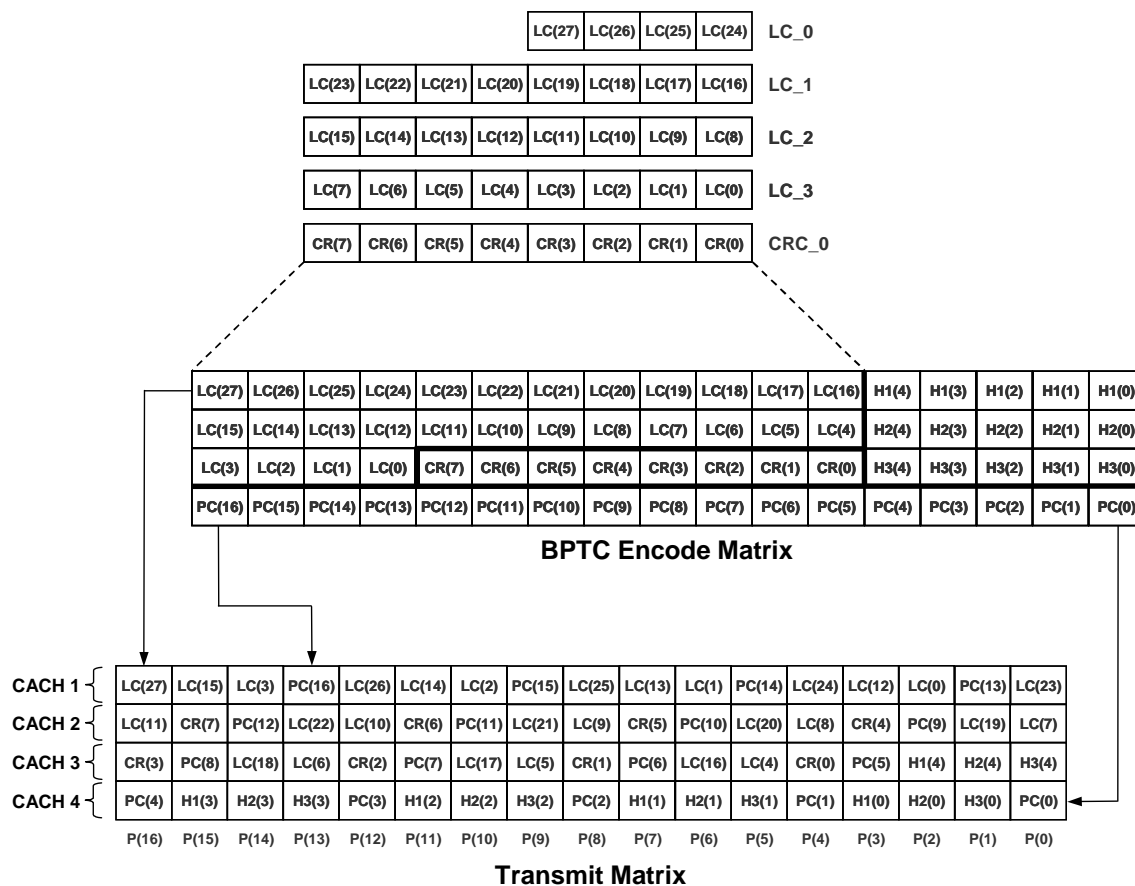 LC(27) LC(26) LC(25) LC(24) LC_0
LC(23) LC(22) LC(21) LC(20) LC(19) LC(18) LC(17) LC(16) LC_1
LC(15) LC(14) LC(13) LC(12) LC(11) LC(10) LC(9) LC(8) LC_2
LC(7) LC(6) LC(5) LC(4) LC(3) LC(2) LC(1) LC(0) LC_3
CR(7) CR(6) CR(5) CR(4) CR(3) CR(2) CR(1) CR(0) CRC_0
LC(27) LC(26) LC(25) LC(24) LC(23) LC(22) LC(21) LC(20) LC(19) LC(18) LC(17) LC(16) H1(4) H1(3) H1(2) H1(1) H1(0)
LC(15) LC(14) LC(13) LC(12) LC(11) LC(10) LC(9) LC(8) LC(7) LC(6) LC(5) LC(4) H2(4) H2(3) H2(2) H2(1) H2(0)
LC(3) LC(2) LC(1) LC(0) CR(7) CR(6) CR(5) CR(4) CR(3) CR(2) CR(1) CR(0) H3(4) H3(3) H3(2) H3(1) H3(0)
PC(16) PC(15) PC(14) PC(13) PC(12) PC(11) PC(10) PC(9) PC(8) PC(7) PC(6) PC(5) PC(4) PC(3) PC(2) PC(1) PC(0)
BPTC Encode Matrix
CACH 1 LC(27) LC(15) LC(3) PC(16) LC(26) LC(14) LC(2) PC(15) LC(25) LC(13) LC(1) PC(14) LC(24) LC(12) LC(0) PC(13) LC(23)
CACH 2 LC(11) CR(7) PC(12) LC(22) LC(10) CR(6) PC(11) LC(21) LC(9) CR(5) PC(10) LC(20) LC(8) CR(4) PC(9) LC(19) LC(7)
CACH 3 CR(3) PC(8) LC(18) LC(6) CR(2) PC(7) LC(17) LC(5) CR(1) PC(6) LC(16) LC(4) CR(0) PC(5) H1(4) H2(4) H3(4)
CACH 4 PC(4) H1(3) H2(3) H3(3) PC(3) H1(2) H2(2) H3(2) PC(2) H1(1) H2(1) H3(1) PC(1) H1(0) H2(0) H3(0) PC(0)
P(16) P(15) P(14) P(13) P(12) P(11) P(10) P(9) P(8) P(7) P(6) P(5) P(4) P(3) P(2) P(1) P(0)
Transmit Matrix